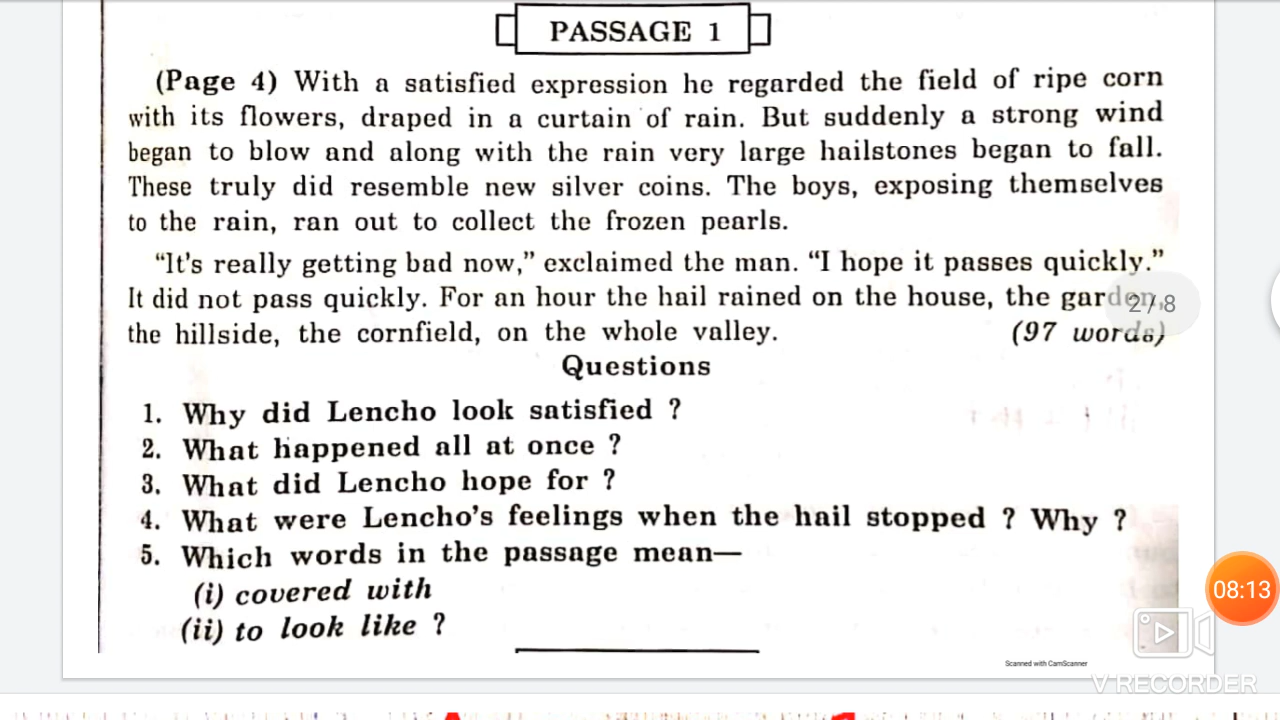 PASSAGE 1
(Page 4) With a satisfied expression he regarded the field of ripe corn
with its flowers, draped in a curtain of rain. But suddenly a strong wind
began to blow and along with the rain very large hailstones began to fall.
These truly did resemble new silver coins. The boys, exposing themselves
to the rain, ran out to collect the frozen pearls.
"It's really getting bad now," exclaimed the man. "I hope it passes quickly."
It did not pass quickly. For an hour the hail rained on the house, the garden,
2 / 8
the hillside, the cornfield, on the whole valley. (97 words)
Questions
1. Why did Lencho look satisfied ?
2. What happened all at once ?
3. What did Lencho hope for ?
4. What were Lencho's feelings when the hail stopped ? Why ?
5. Which words in the passage mean—
(i) covered with
08:13
(ii) to look like ?
Scanned with CamScanner
V RECORDER